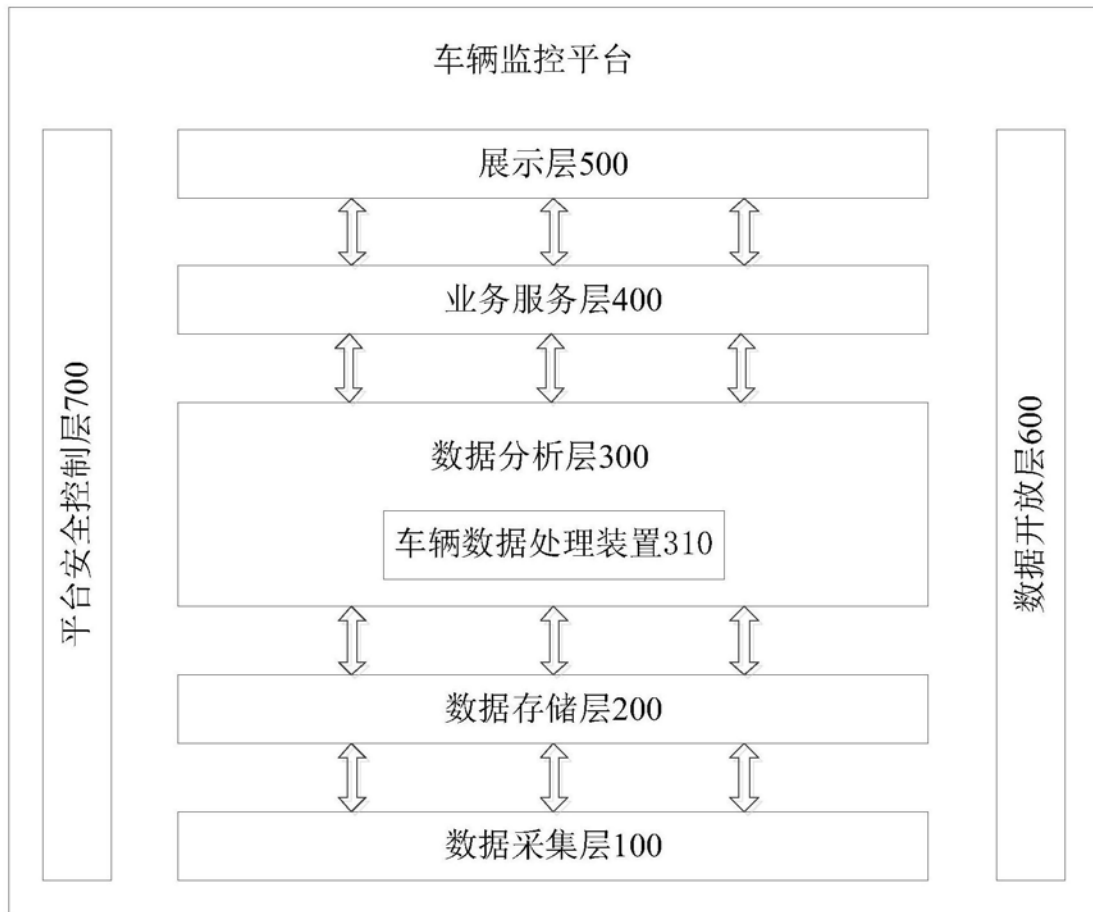 车辆监控平台
展示层500
业务服务层400
数据分析层300
车辆数据处理装置310
数据存储层200
数据采集层100
平台安全控制层700
数据开放层600